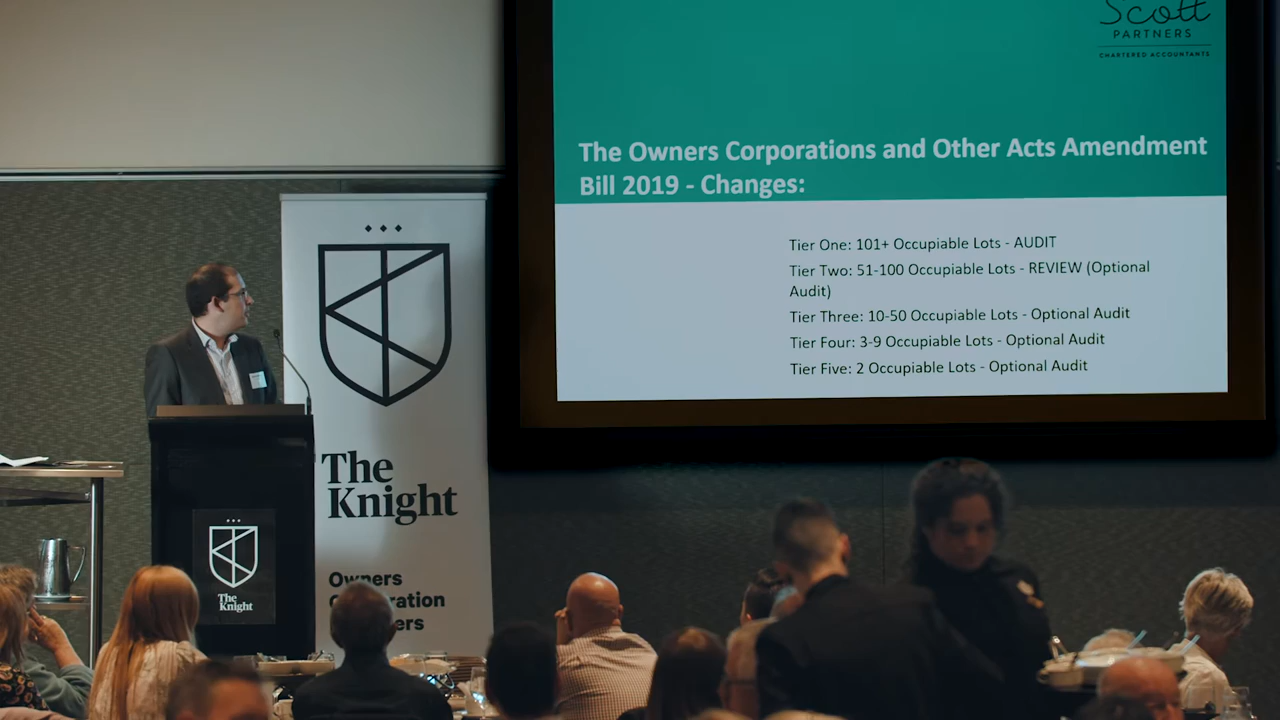 Scott
PARTNERS
CHARTERED ACCOUNTANTS
The Owners Corporations and Other Acts Amendment
Bill 2019 - Changes:
Tier One: 101+ Occupiable Lots - AUDIT
Tier Two: 51-100 Occupiable Lots - REVIEW (Optional
Audit)
Tier Three: 10-50 Occupiable Lots - Optional Audit
Tier Four: 3-9 Occupiable Lots - Optional Audit
Tier Five: 2 Occupiable Lots - Optional Audit
The
Knight
Owners
The
Knight